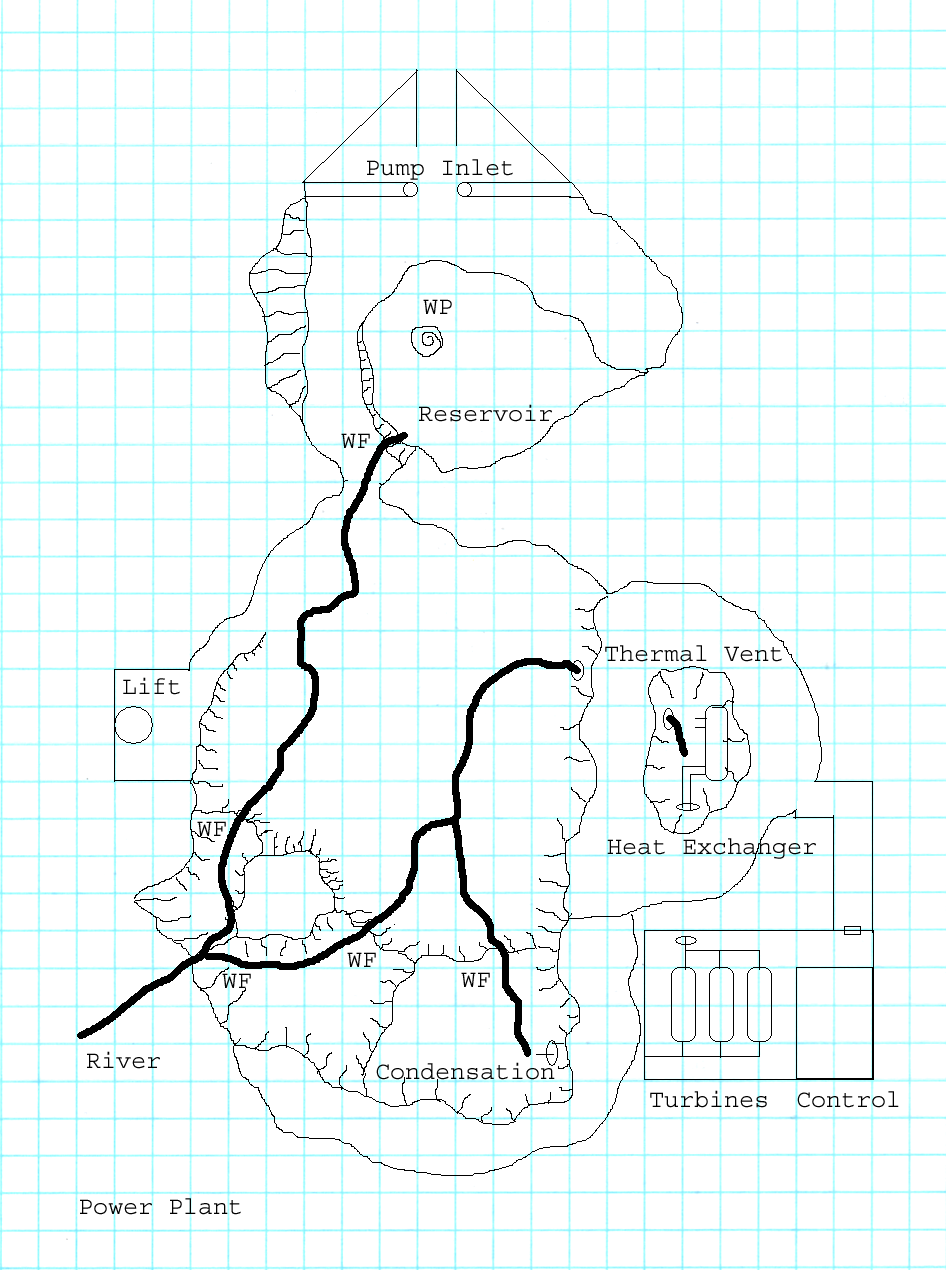 Pump Inlet
WP
Reservoir
WF
Thermal Vent
Lift
WF
Heat Exchanger
WF
WF
WF
River
Condensation
Turbines
Control
Power Plant